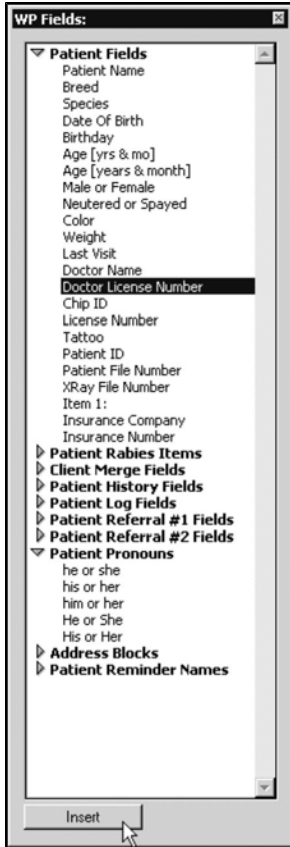 WP Fields:
Patient Fields
Patient Name
Breed
Species
Date Of Birth
Birthday
Age [yrs & mo]
Age [years & month]
Male or Female
Neutered or Spayed
Color
Weight
Last Visit
Doctor Name
Doctor License Number
Chip ID
License Number
Tattoo
Patient ID
Patient File Number
XRay File Number
Item 1:
Insurance Company
Insurance Number
Patient Rabies Items
Client Merge Fields
Patient History Fields
Patient Log Fields
Patient Referral #1 Fields
Patient Referral #2 Fields
Patient Pronouns
he or she
his or her
him or her
He or She
His or Her
Address Blocks
Patient Reminder Names
Insert